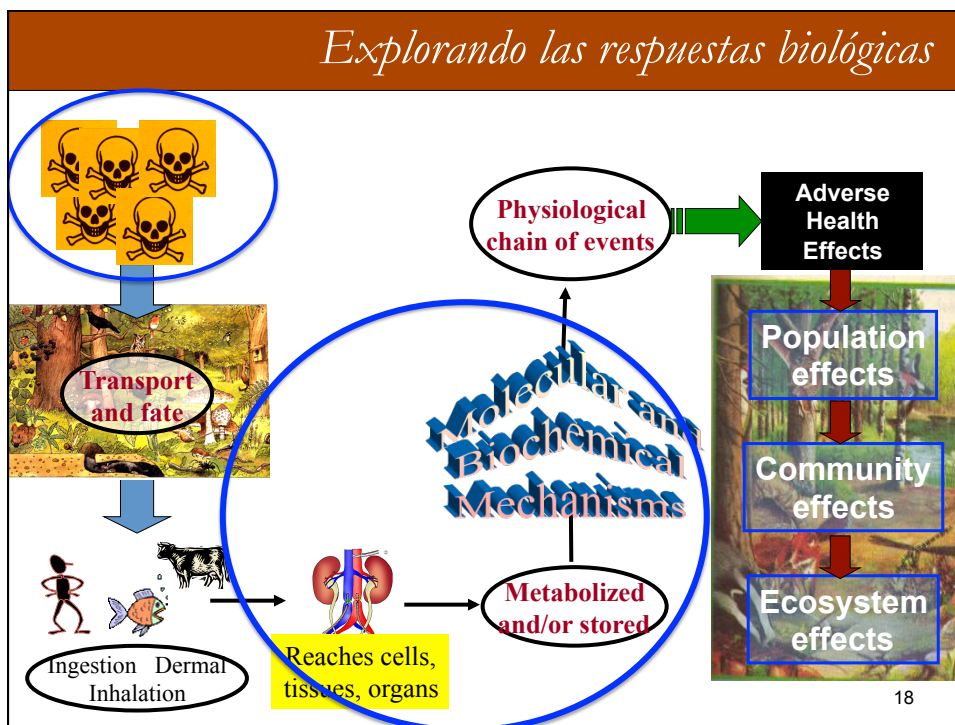 Explorando las respuestas biológicas
Transport
and fate
Ingestion Dermal
Inhalation
Reaches cells,
tissues, organs
Metabolized
and/or stored
Molecular and
Biochemical
Mechanisms
Physiological
chain of events
Adverse
Health
Effects
Population
effects
Community
effects
Ecosystem
effects
18